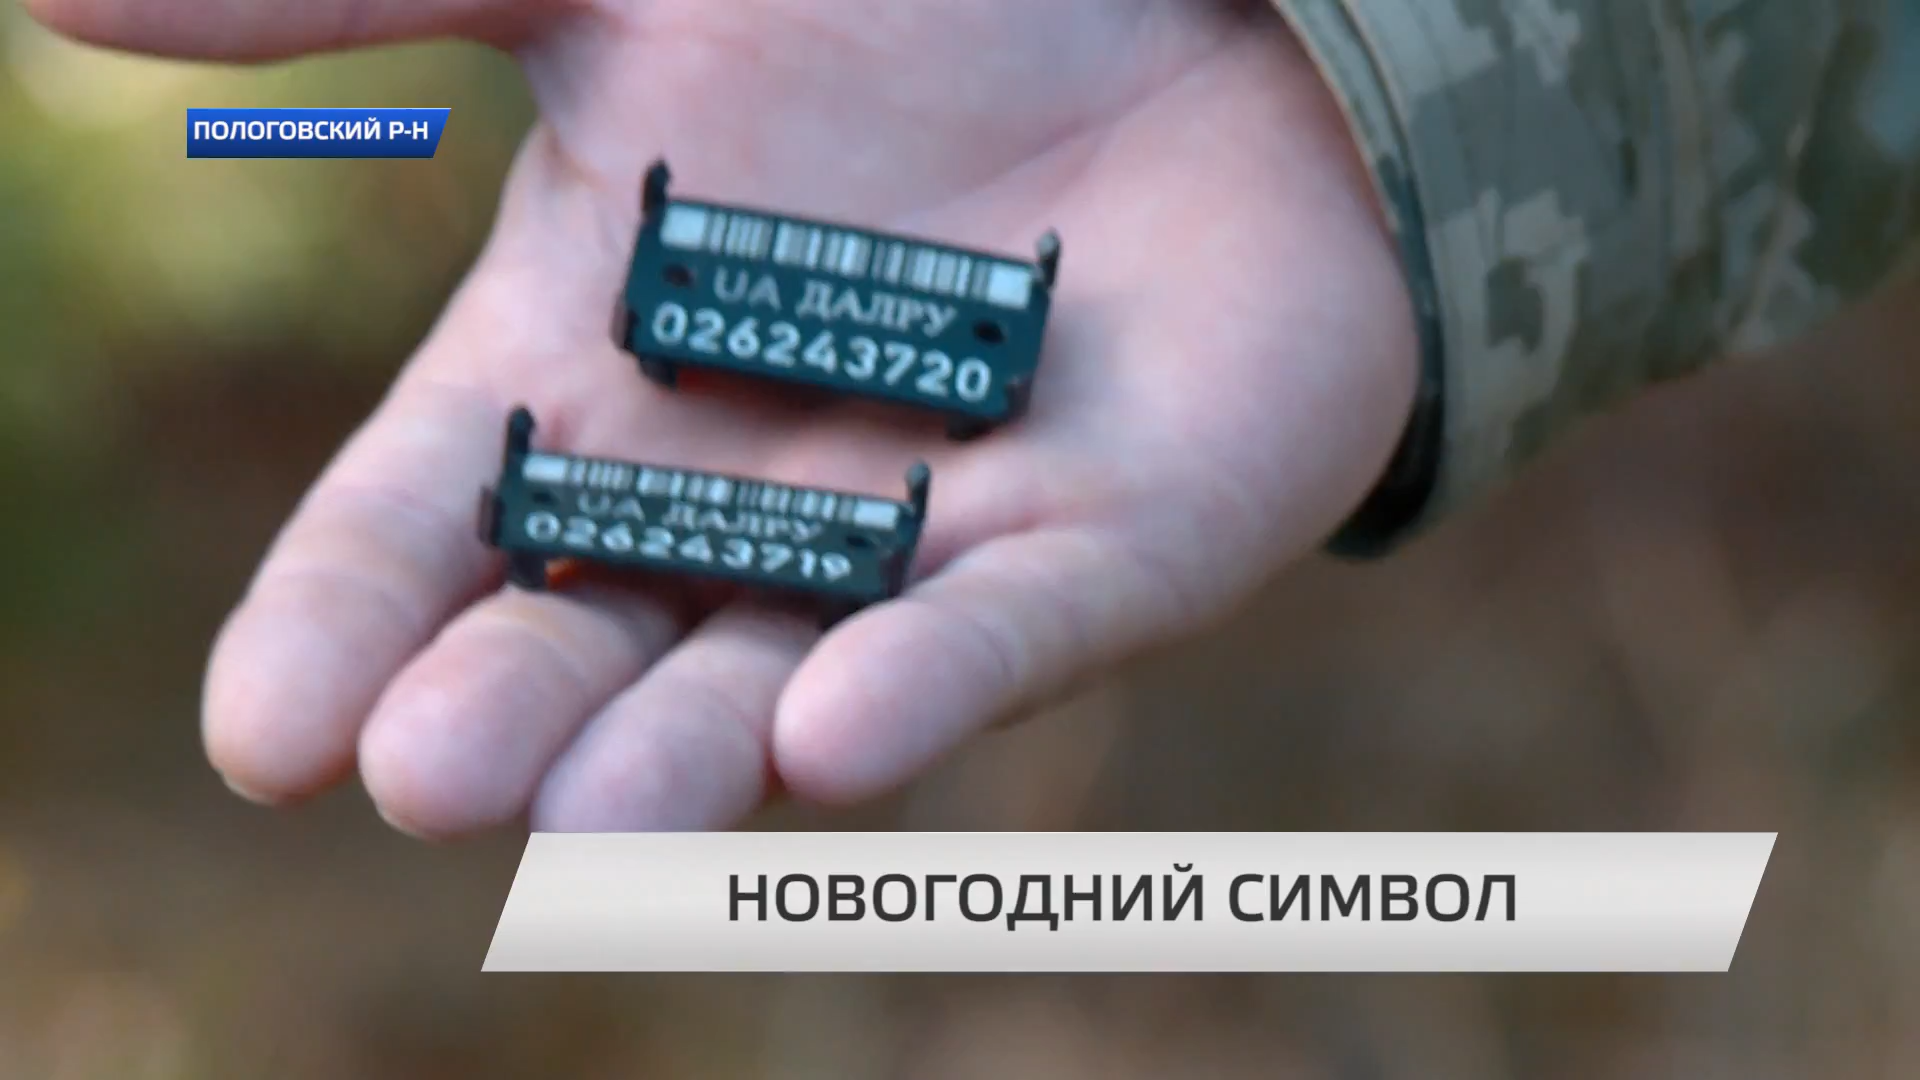 ПОЛОГОВСКИЙ Р-Н
UA ДАЛРУ
026243720
UA ДАЛРУ
026243719
НОВОГОДНИЙ СИМВОЛ